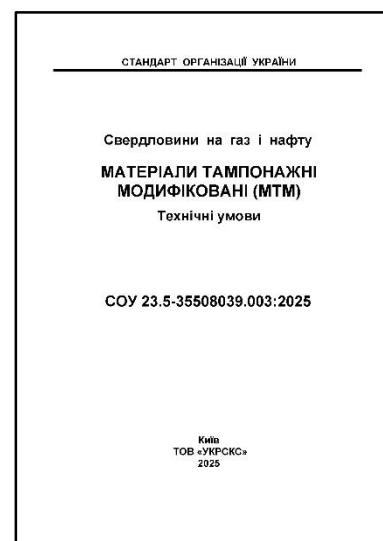 СТАНДАРТ ОРГАНІЗАЦІЇ УКРАЇНИ
Свердловини на газ і нафту
МАТЕРІАЛИ ТАМПОНАЖНІ
МОДИФІКОВАНІ (МТМ)
Технічні умови
СОУ 23.5-35508039.003:2025
Київ
ТОВ «УКРСКС»
2025